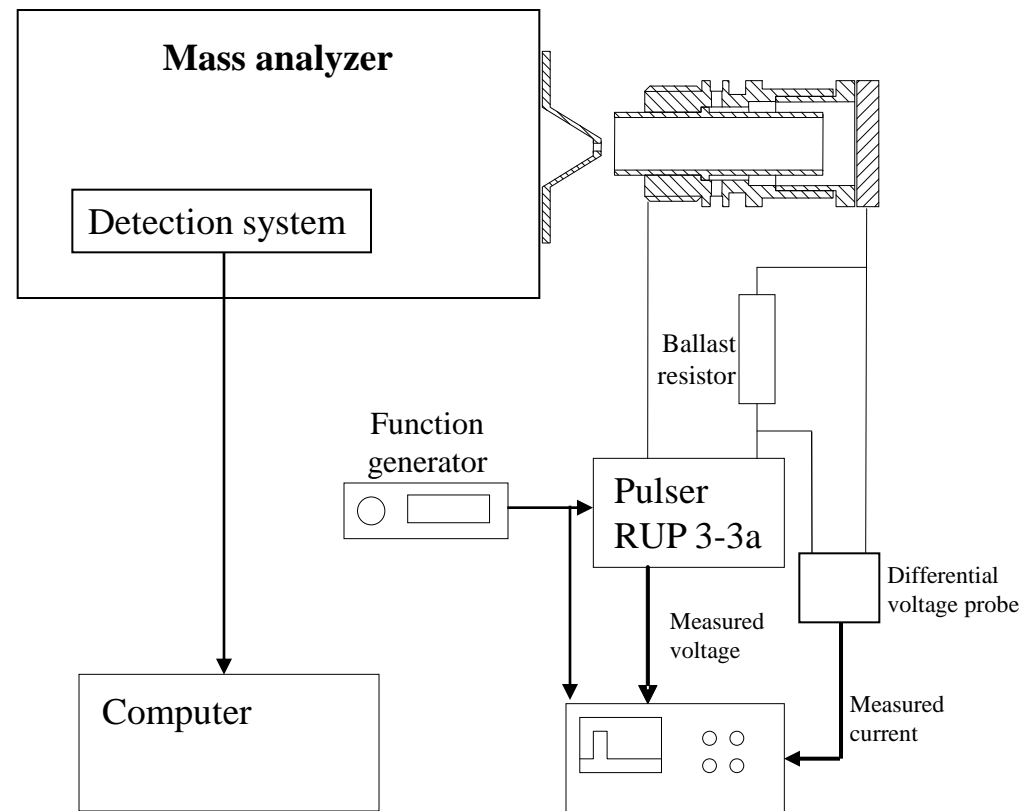 Mass analyzer
Detection system
Ballast
resistor
Function
generator
Pulser
RUP 3-3a
Differential
voltage probe
Measured
voltage
Computer
Measured
current